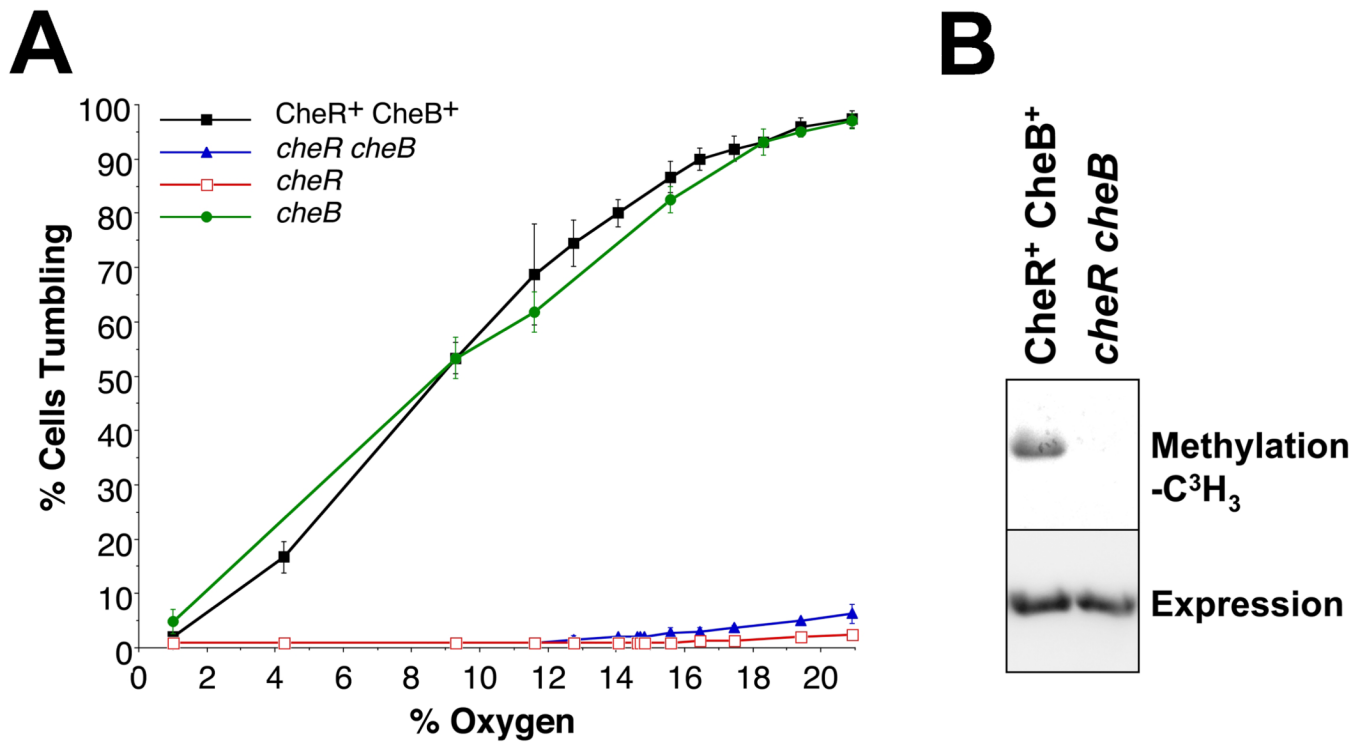 A
B
CheR⁺ CheB⁺
cheR cheB
cheR
cheB
% Cells Tumbling
100
90
80
70
60
50
40
30
20
10
0
0 2 4 6 8 10 12 14 16 18 20
% Oxygen
CheR⁺ CheB⁺
cheR cheB
Methylation
-C³H₃
Expression